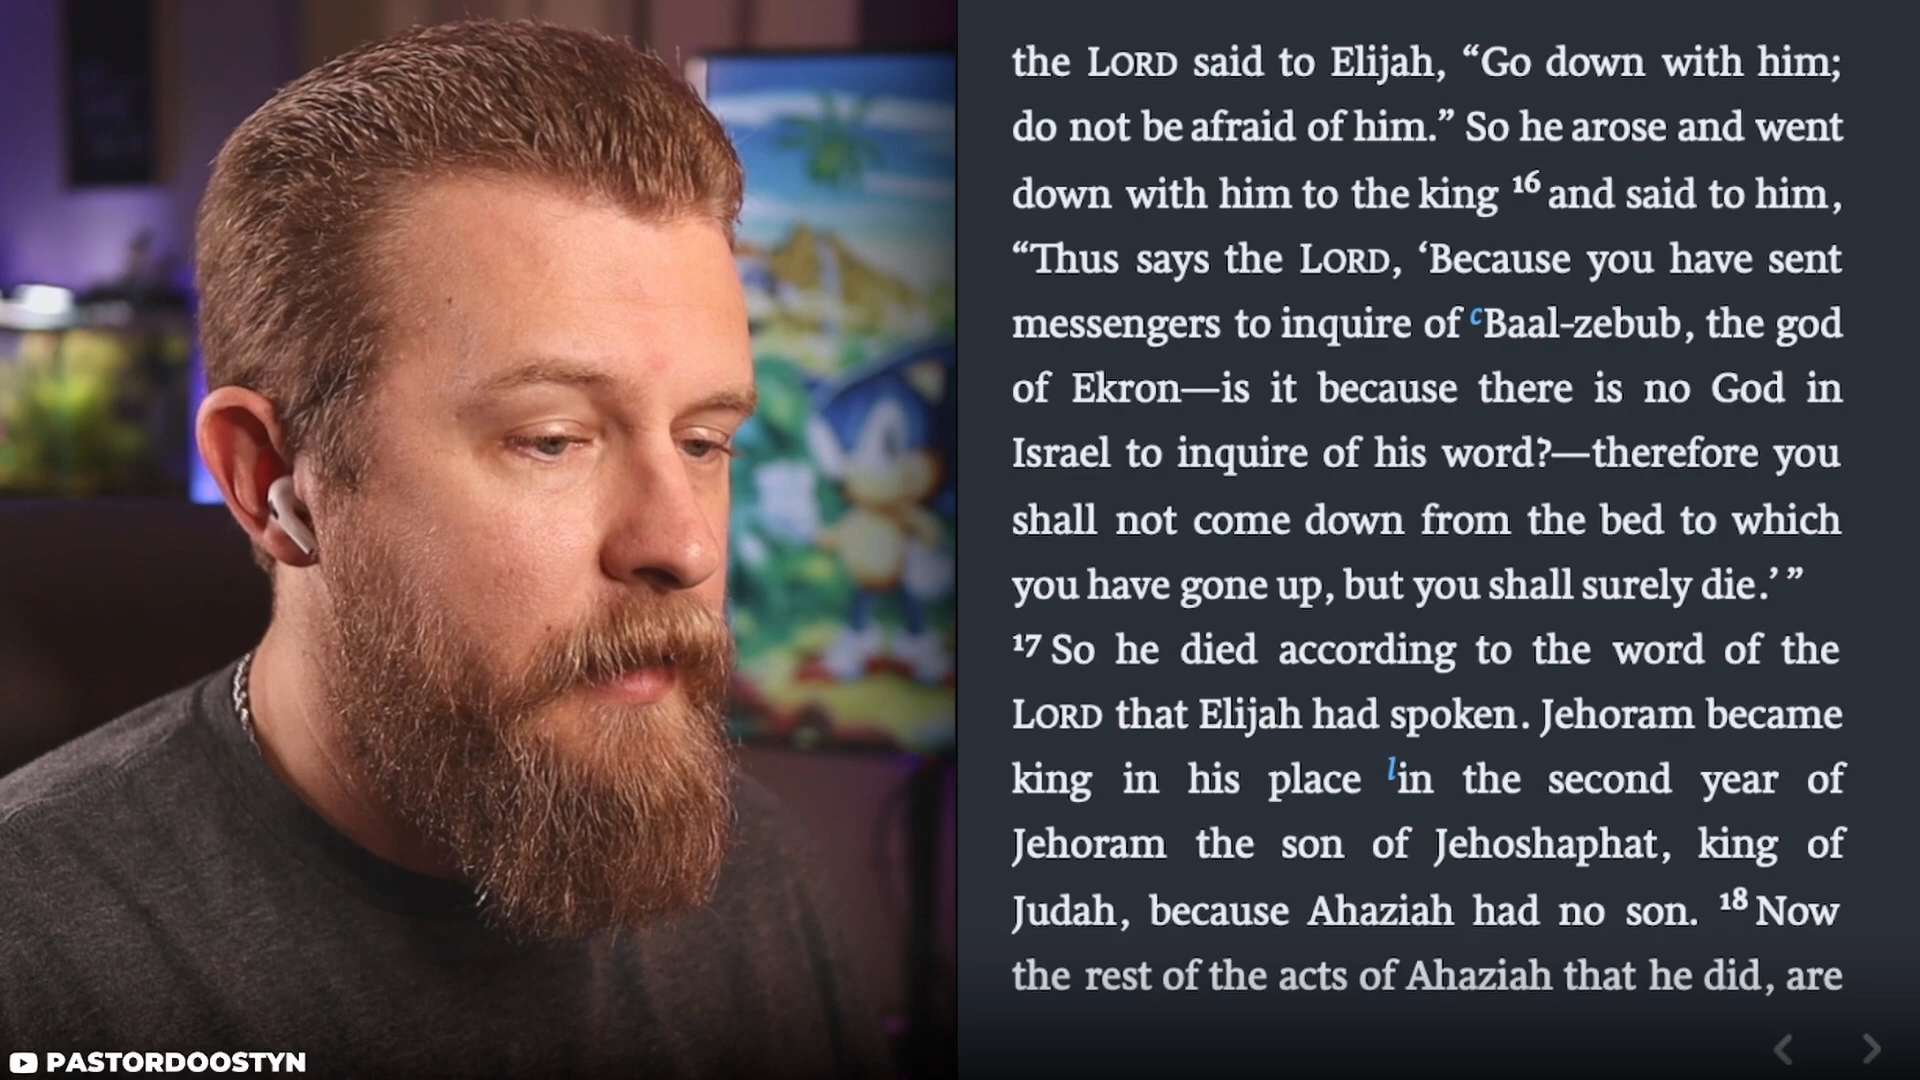 the LORD said to Elijah, “Go down with him;
do not be afraid of him.” So he arose and went
down with him to the king 16 and said to him,
“Thus says the LORD, ‘Because you have sent
messengers to inquire of cBaal-zebub, the god
of Ekron—is it because there is no God in
Israel to inquire of his word?—therefore you
shall not come down from the bed to which
you have gone up, but you shall surely die.’ ”
17 So he died according to the word of the
LORD that Elijah had spoken. Jehoram became
king in his place lin the second year of
Jehoram the son of Jehoshaphat, king of
Judah, because Ahaziah had no son. 18 Now
the rest of the acts of Ahaziah that he did, are
PASTORDOOSTYN